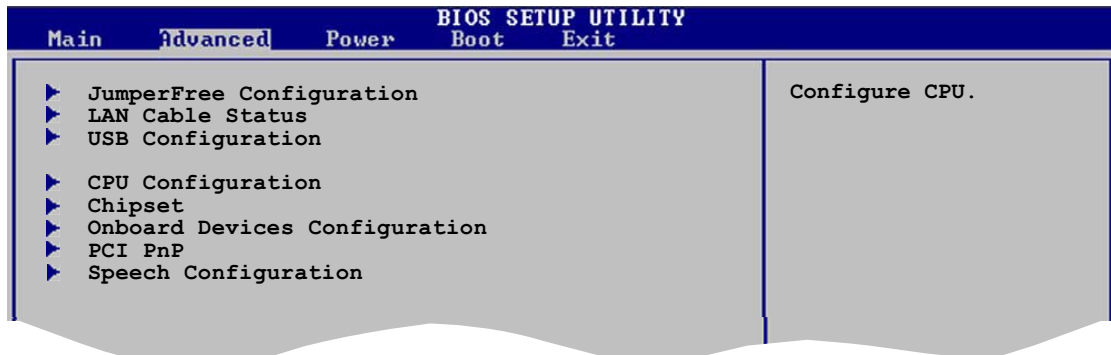 BIOS SETUP UTILITY
Main Advanced Power Boot Exit
JumperFree Configuration
LAN Cable Status
USB Configuration
CPU Configuration
Chipset
Onboard Devices Configuration
PCI PnP
Speech Configuration
Configure CPU.